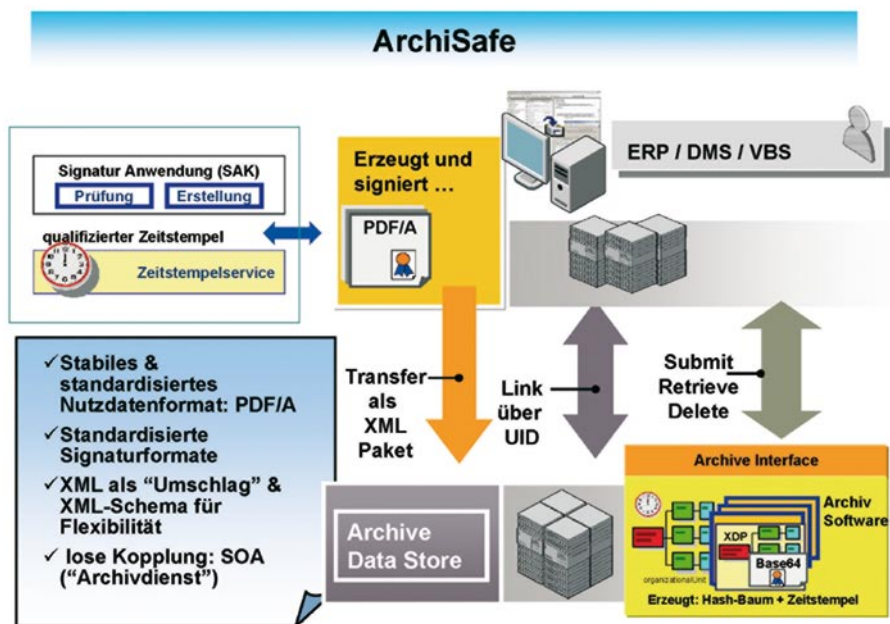 ArchiSafe
Signatur Anwendung (SAK)
Prüfung
Erstellung
qualifizierter Zeitstempel
Zeitstempelservice
Erzeugt und
signiert ...
PDF/A
ERP / DMS / VBS
✓ Stabiles &
standardisiertes
Nutzdatenformat: PDF/A
✓ Standardisierte
Signaturformate
✓ XML als “Umschlag” &
XML-Schema für
Flexibilität
✓ lose Kopplung: SOA
(“Archivdienst”)
Transfer
als
XML
Paket
Link
über
UID
Submit
Retrieve
Delete
Archive
Data Store
Archive Interface
Archiv
Software
XDP
Base64
organizationalUnit
Erzeugt: Hash-Baum + Zeitstempel